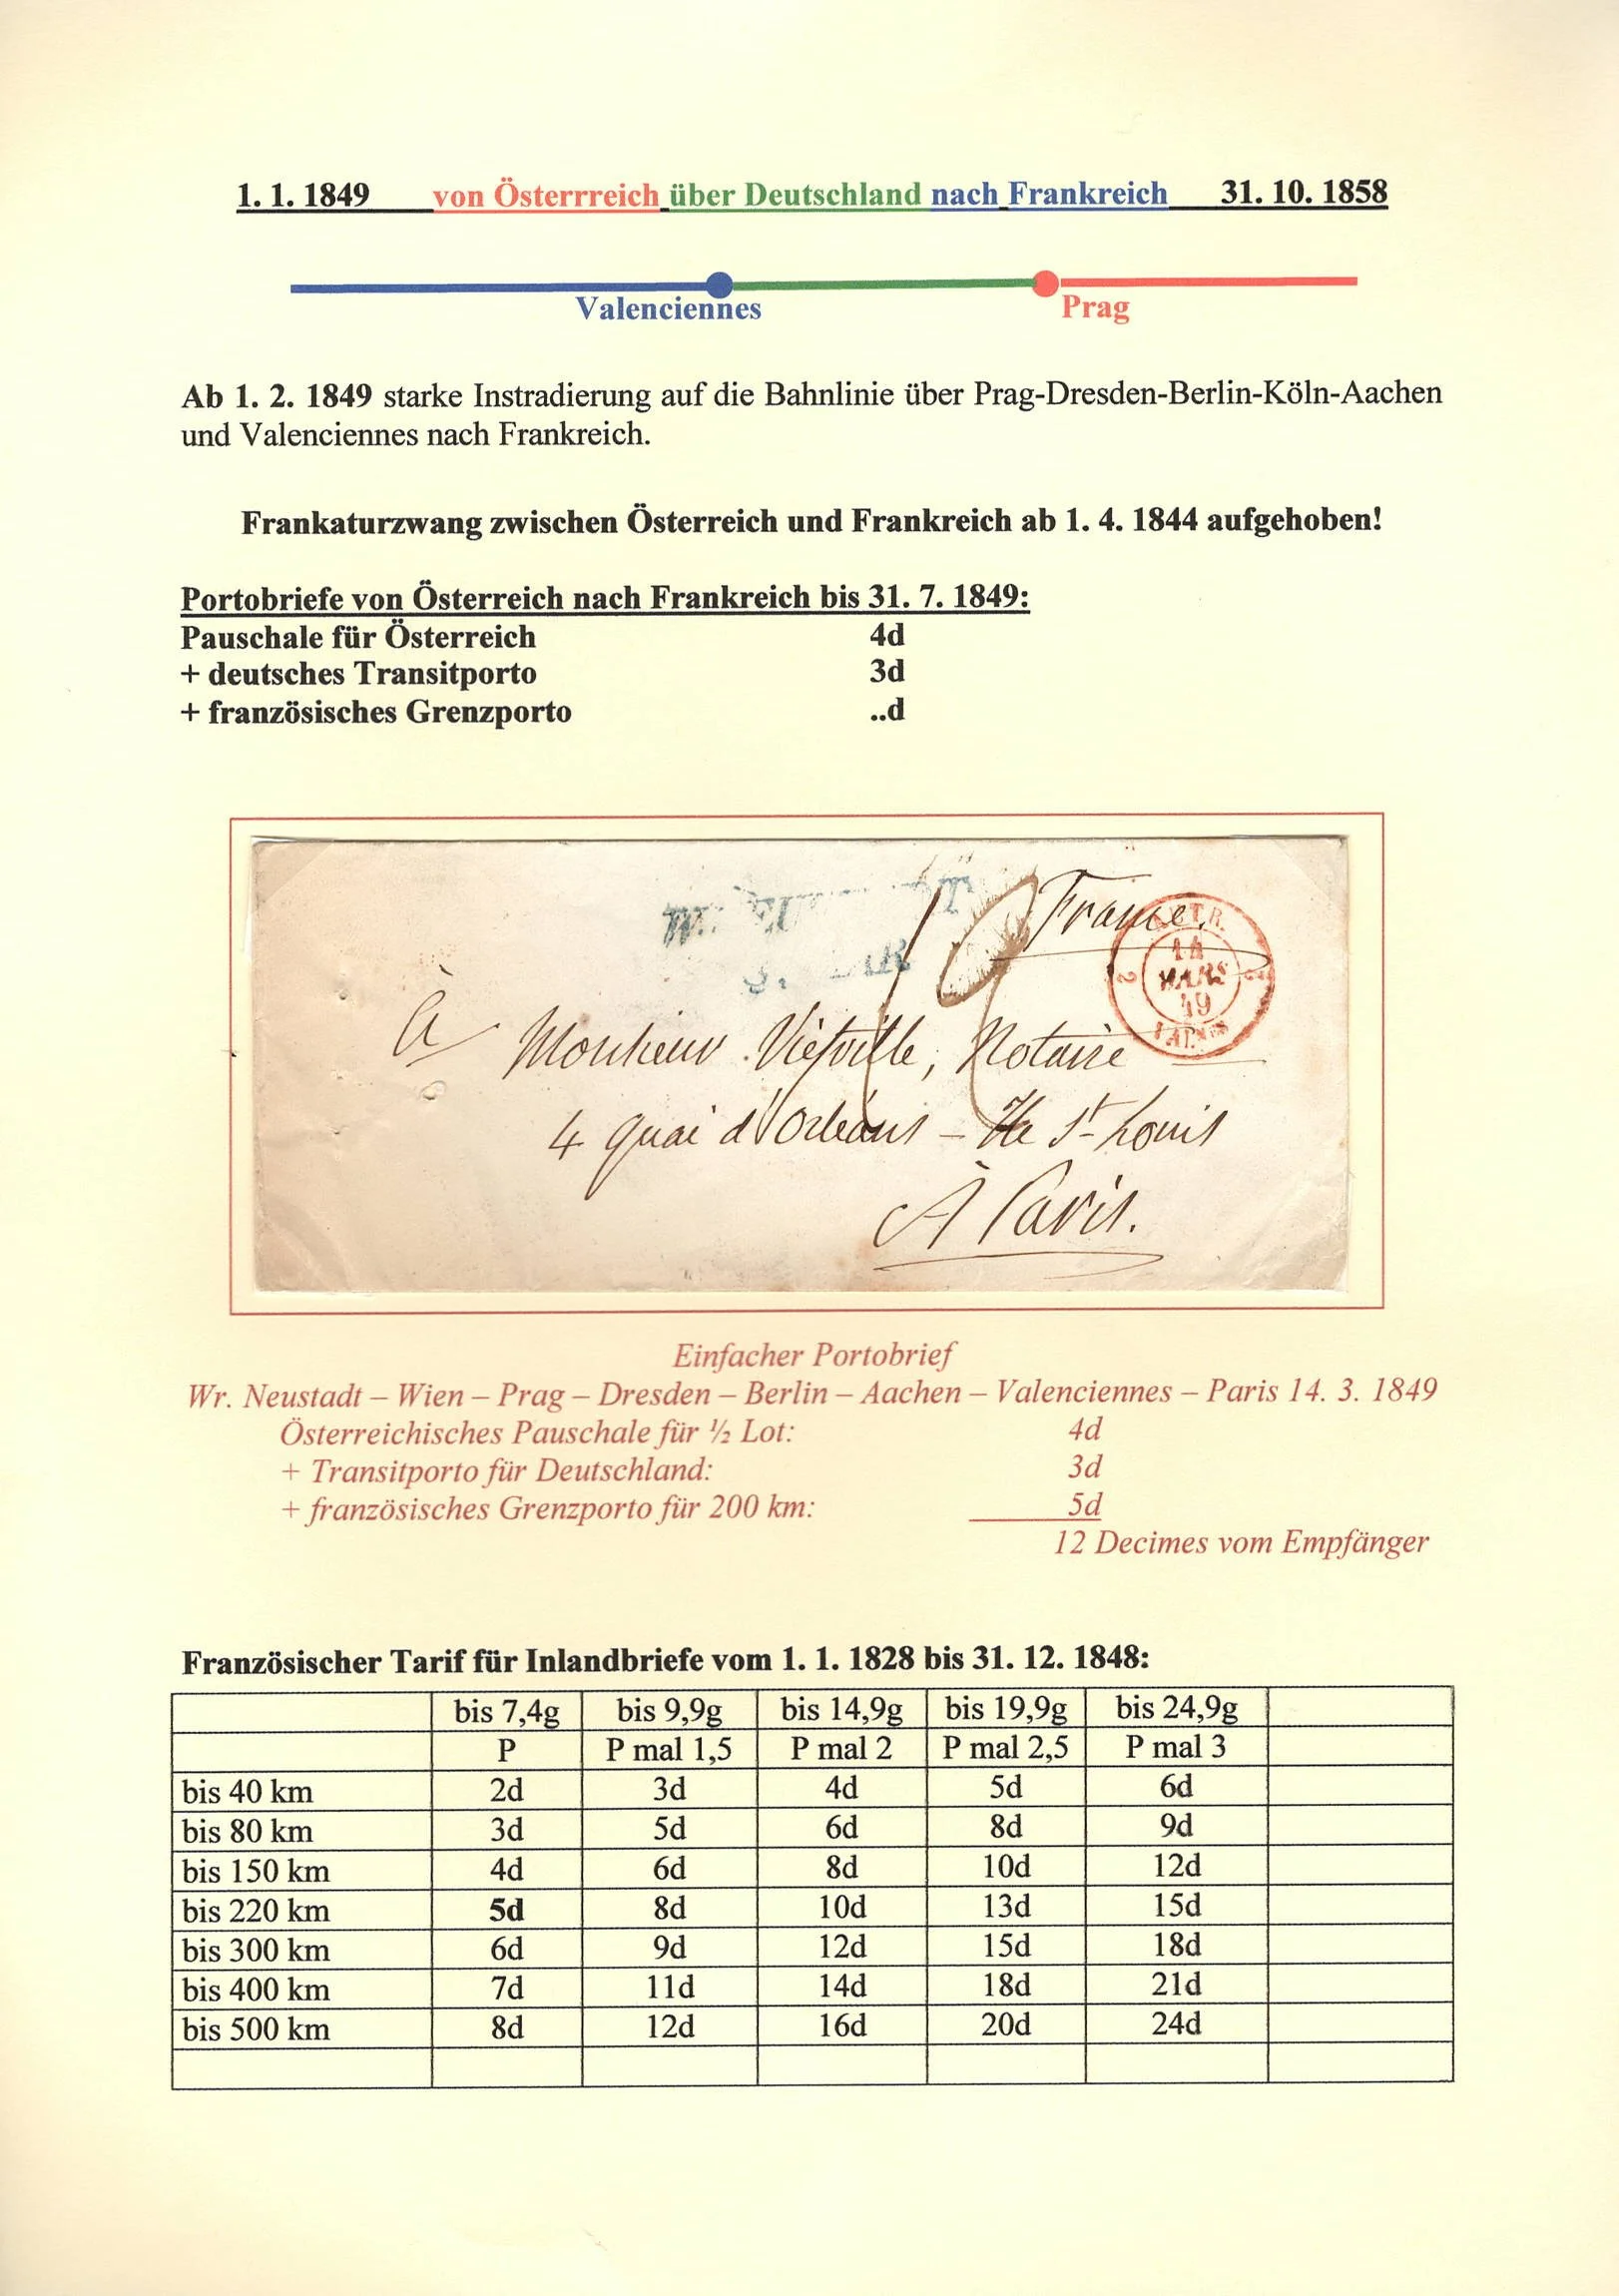 1. 1. 1849 von Österrreich über Deutschland nach Frankreich 31. 10. 1858
Valenciennes Prag
Ab 1. 2. 1849 starke Instradierung auf die Bahnlinie über Prag-Dresden-Berlin-Köln-Aachen
und Valenciennes nach Frankreich.
Frankaturzwang zwischen Österreich und Frankreich ab 1. 4. 1844 aufgehoben!
Portobriefe von Österreich nach Frankreich bis 31. 7. 1849:
Pauschale für Österreich 4d
+ deutsches Transitporto 3d
+ französisches Grenzporto ..d
France
14
MARS
49
2 2
à Monsieur Viefville, Notaire
4 quai d'Orléans - Ile St Louis
À Paris.
Einfacher Portobrief
Wr. Neustadt – Wien – Prag – Dresden – Berlin – Aachen – Valenciennes – Paris 14. 3. 1849
Österreichisches Pauschale für ½ Lot: 4d
+ Transitporto für Deutschland: 3d
+ französisches Grenzporto für 200 km: 5d
12 Decimes vom Empfänger
Französischer Tarif für Inlandbriefe vom 1. 1. 1828 bis 31. 12. 1848:
bis 7,4g bis 9,9g bis 14,9g bis 19,9g bis 24,9g
P P mal 1,5 P mal 2 P mal 2,5 P mal 3
bis 40 km 2d 3d 4d 5d 6d
bis 80 km 3d 5d 6d 8d 9d
bis 150 km 4d 6d 8d 10d 12d
bis 220 km 5d 8d 10d 13d 15d
bis 300 km 6d 9d 12d 15d 18d
bis 400 km 7d 11d 14d 18d 21d
bis 500 km 8d 12d 16d 20d 24d